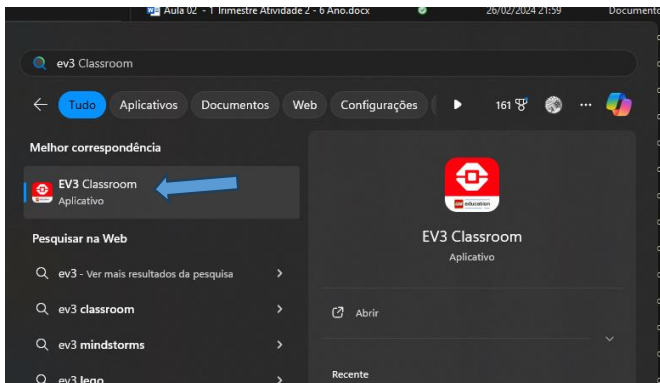 Aula 02 - 1 Trimestre Atividade 2 - 6 Ano.docx 26/02/2024 21:59 Documento
ev3 Classroom
Tudo Aplicativos Documentos Web Configurações 161
Melhor correspondência
EV3 Classroom
Aplicativo
education
EV3 Classroom
Aplicativo
Pesquisar na Web
ev3 - Ver mais resultados da pesquisa
ev3 classroom
Abrir
ev3 mindstorms
ev3 lego
Recente